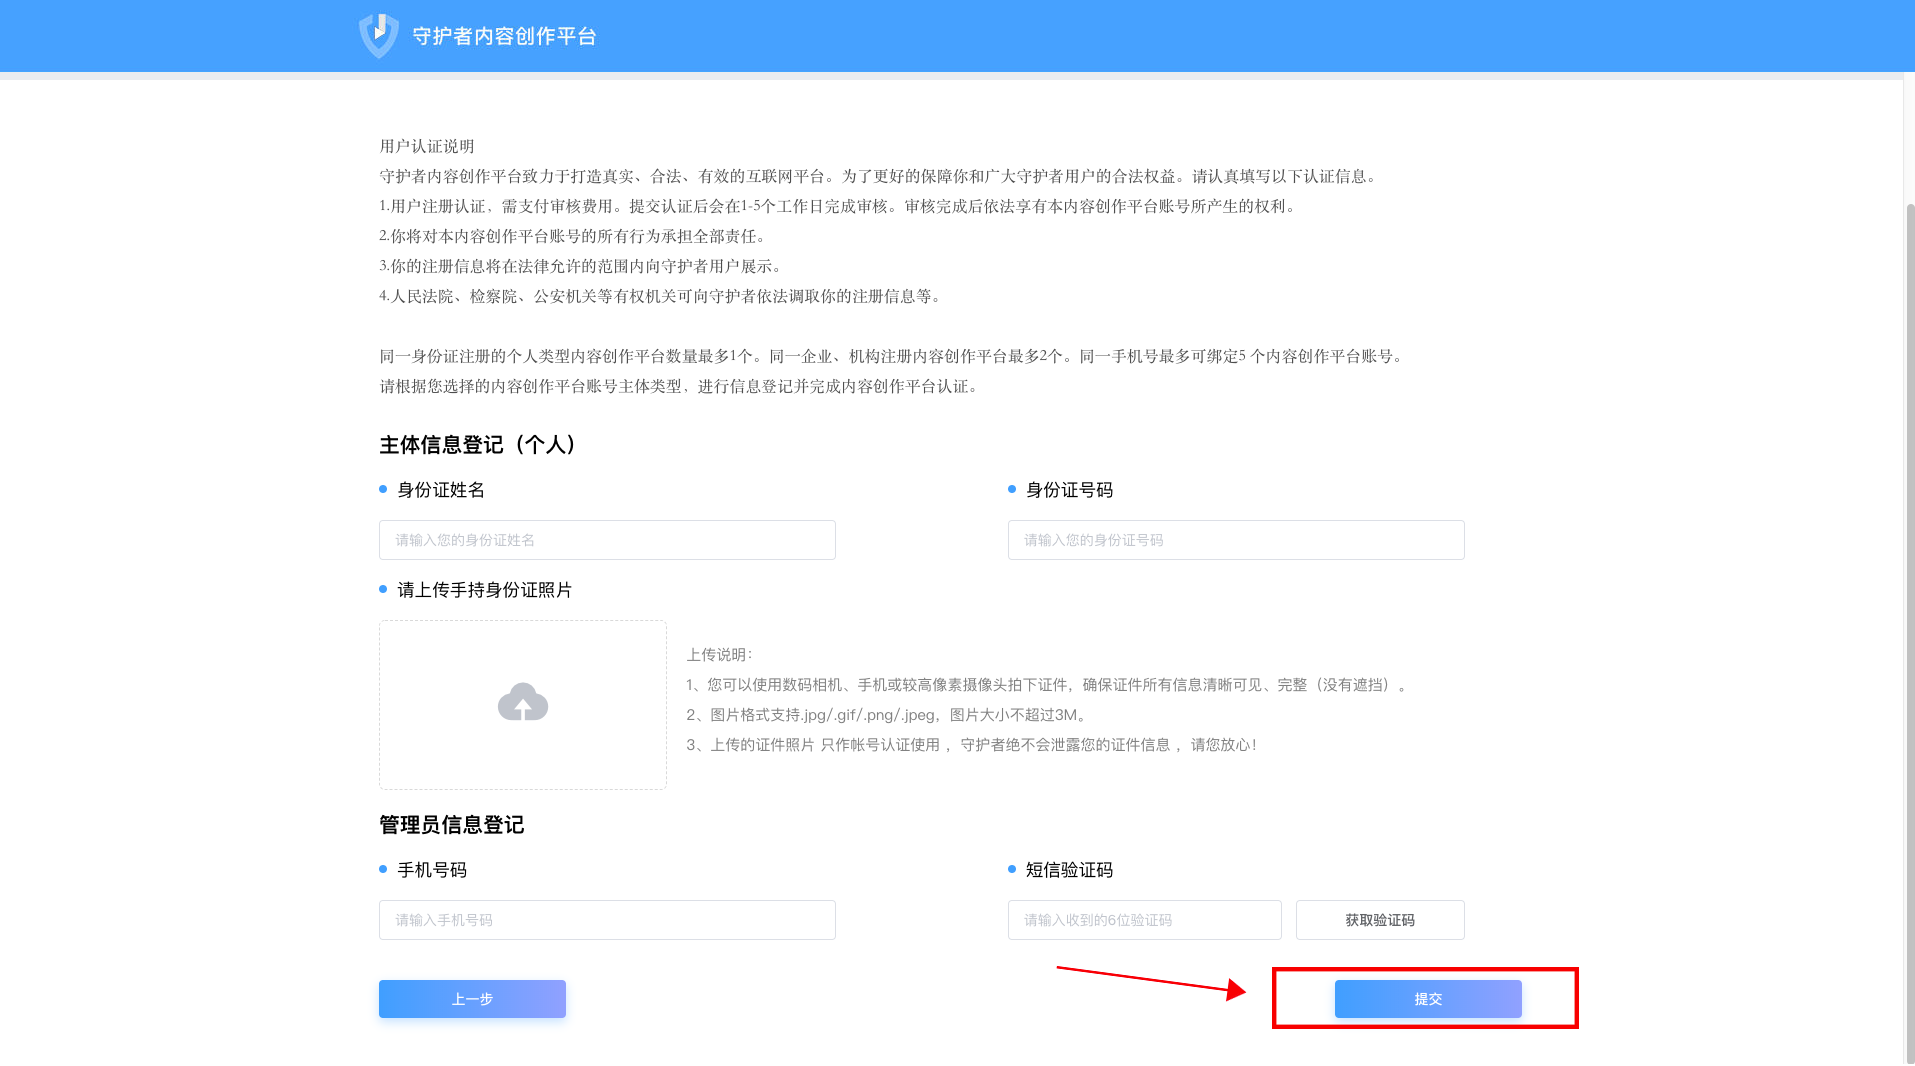 守护者内容创作平台
用户认证说明
守护者内容创作平台致力于打造真实、合法、有效的互联网平台。为了更好的保障你和广大守护者用户的合法权益。请认真填写以下认证信息。
1.用户注册认证，需支付审核费用。提交认证后会在1-5个工作日完成审核。审核完成后依法享有本内容创作平台账号所产生的权利。
2.你将对本内容创作平台账号的所有行为承担全部责任。
3.你的注册信息将在法律允许的范围内向守护者用户展示。
4.人民法院、检察院、公安机关等有权机关可向守护者依法调取你的注册信息等。
同一身份证注册的个人类型内容创作平台数量最多1个。同一企业、机构注册内容创作平台最多2个。同一手机号最多可绑定5 个内容创作平台账号。
请根据您选择的内容创作平台账号主体类型，进行信息登记并完成内容创作平台认证。
主体信息登记（个人）
身份证姓名
身份证号码
请输入您的身份证姓名
请输入您的身份证号码
请上传手持身份证照片
上传说明：
1、您可以使用数码相机、手机或较高像素摄像头拍下证件，确保证件所有信息清晰可见、完整（没有遮挡）。
2、图片格式支持.jpg/.gif/.png/.jpeg，图片大小不超过3M。
3、上传的证件照片 只作帐号认证使用 ，守护者绝不会泄露您的证件信息 ，请您放心！
管理员信息登记
手机号码
短信验证码
请输入手机号码
请输入收到的6位验证码
获取验证码
上一步
提交